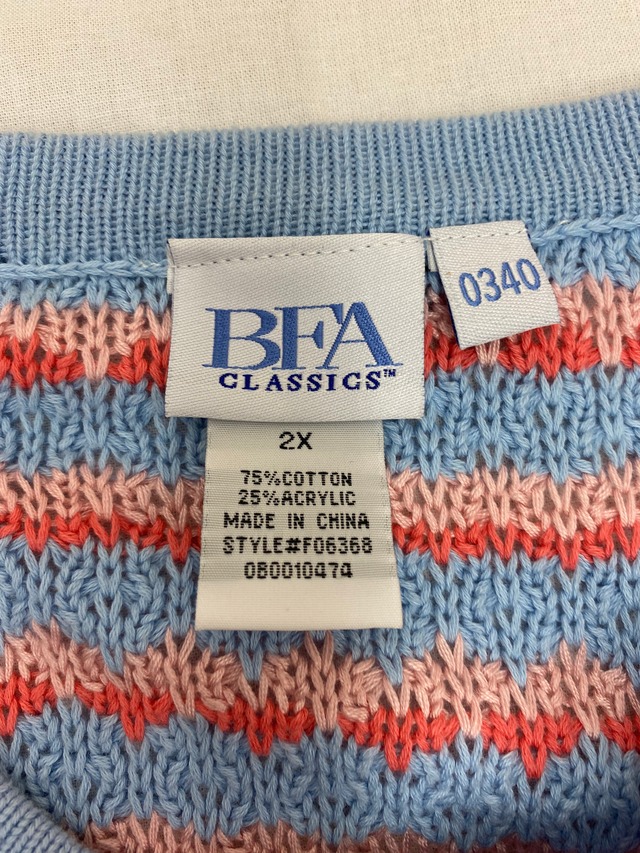 BFA
CLASSICS™
0340
2X
75%COTTON
25%ACRYLIC
MADE IN CHINA
STYLE#F06368
0B0010474